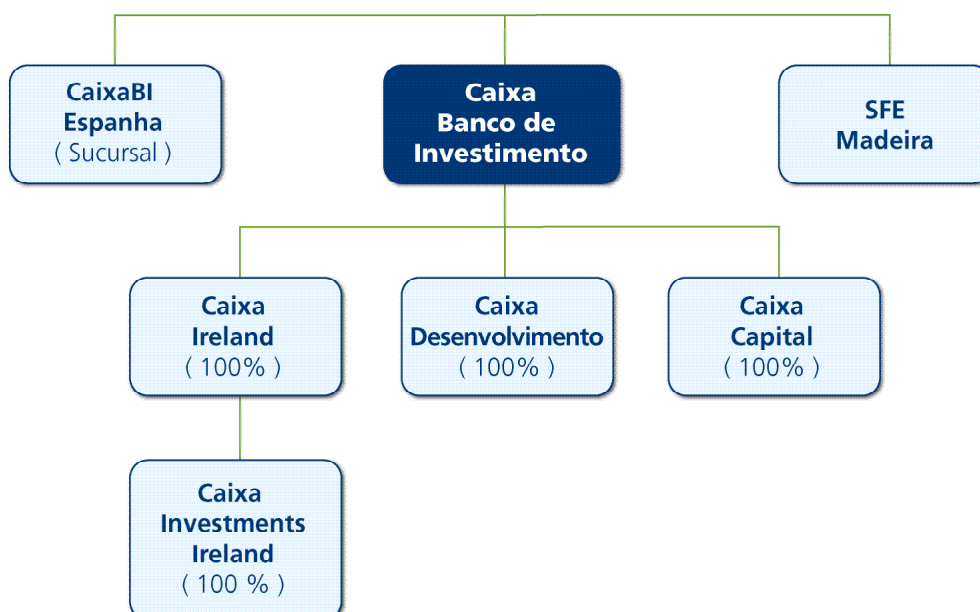 CaixaBI
Espanha
( Sucursal )
Caixa
Banco de
Investimento
SFE
Madeira
Caixa
Ireland
( 100% )
Caixa
Desenvolvimento
( 100% )
Caixa
Capital
( 100% )
Caixa
Investments
Ireland
( 100 % )